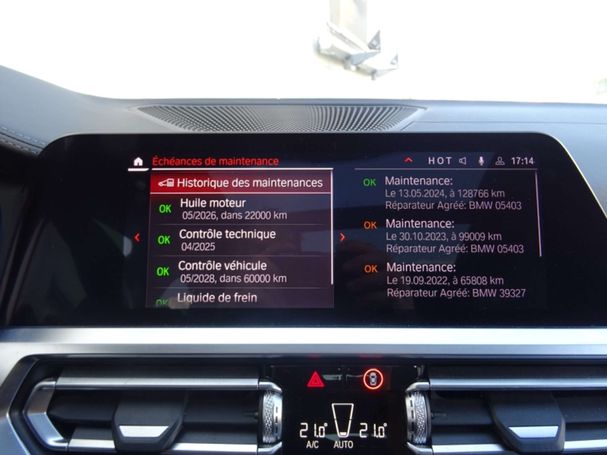 Échéances de maintenance
HOT 17:14
Historique des maintenances
OK Huile moteur
05/2026, dans 22000 km
OK Contrôle technique
04/2025
OK Contrôle véhicule
05/2028, dans 60000 km
OK Liquide de frein
OK Maintenance:
Le 13.05.2024, à 128766 km
Réparateur Agréé: BMW 05403
OK Maintenance:
Le 30.10.2023, à 99009 km
Réparateur Agréé: BMW 05403
OK Maintenance:
Le 19.09.2022, à 65808 km
Réparateur Agréé: BMW 39327
21.0° 21.0°
A/C AUTO